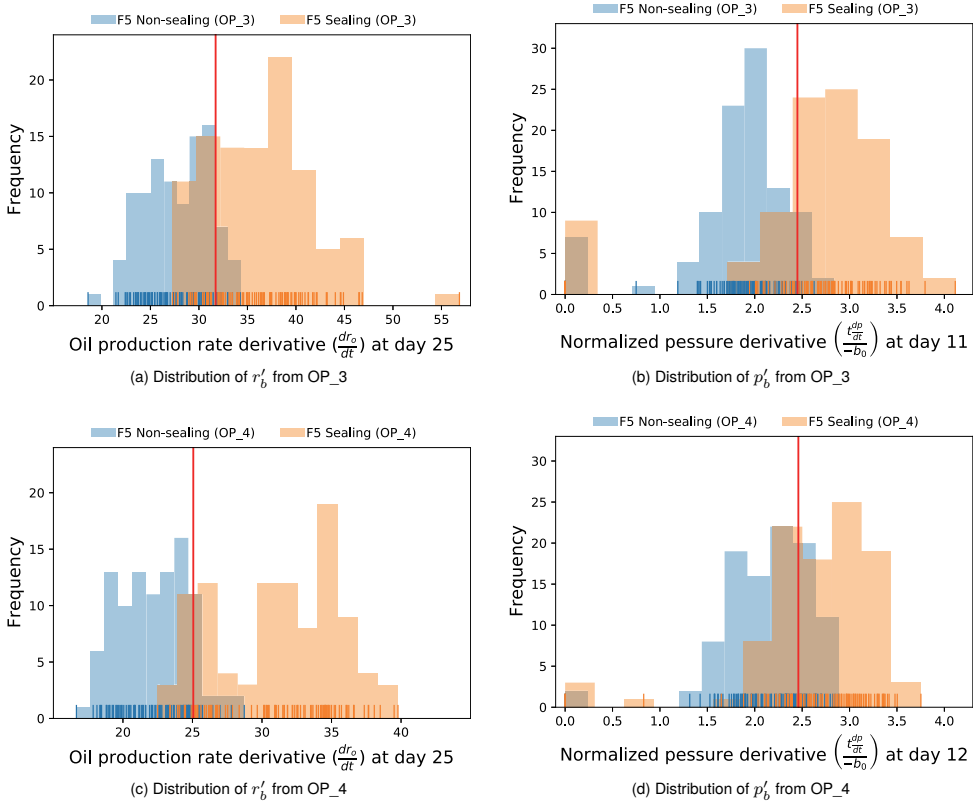 F5 Non-sealing (OP_3) F5 Sealing (OP_3)
Frequency
20
15
10
5
0
20 25 30 35 40 45 50 55
Oil production rate derivative (dr_o/dt) at day 25
(a) Distribution of r′_b from OP_3
F5 Non-sealing (OP_3) F5 Sealing (OP_3)
Frequency
30
25
20
15
10
5
0
0.0 0.5 1.0 1.5 2.0 2.5 3.0 3.5 4.0
Normalized pessure derivative (t dp/dt / −b_0) at day 11
(b) Distribution of p′_b from OP_3
F5 Non-sealing (OP_4) F5 Sealing (OP_4)
Frequency
20
15
10
5
0
20 25 30 35 40
Oil production rate derivative (dr_o/dt) at day 25
(c) Distribution of r′_b from OP_4
F5 Non-sealing (OP_4) F5 Sealing (OP_4)
Frequency
30
25
20
15
10
5
0
0.0 0.5 1.0 1.5 2.0 2.5 3.0 3.5 4.0
Normalized pessure derivative (t dp/dt / −b_0) at day 12
(d) Distribution of p′_b from OP_4